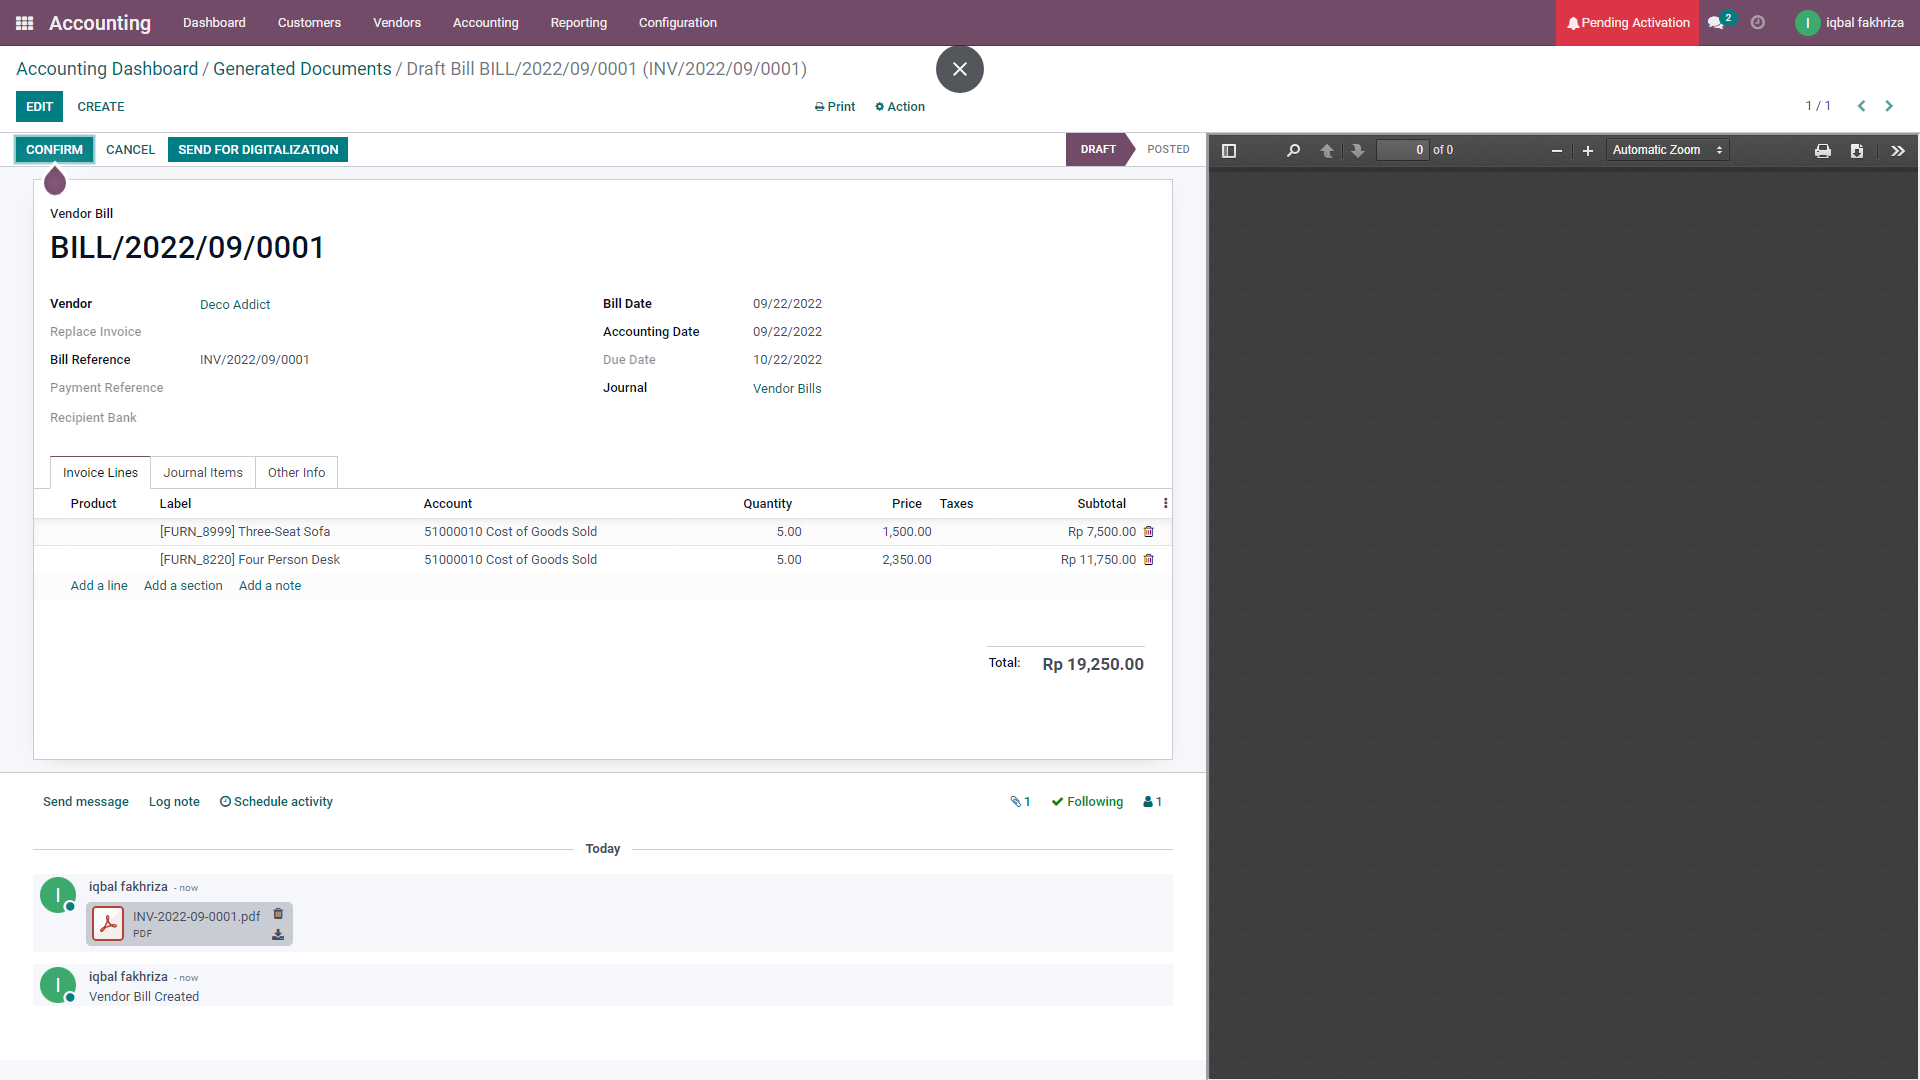 Accounting Dashboard Customers Vendors Accounting Reporting Configuration Pending Activation 2 I iqbal fakhriza
Accounting Dashboard / Generated Documents / Draft Bill BILL/2022/09/0001 (INV/2022/09/0001)
EDIT CREATE Print Action 1 / 1
CONFIRM CANCEL SEND FOR DIGITALIZATION DRAFT POSTED 0 of 0 Automatic Zoom
Vendor Bill
BILL/2022/09/0001
Vendor Deco Addict Bill Date 09/22/2022
Replace Invoice Accounting Date 09/22/2022
Bill Reference INV/2022/09/0001 Due Date 10/22/2022
Payment Reference Journal Vendor Bills
Recipient Bank
Invoice Lines Journal Items Other Info
Product Label Account Quantity Price Taxes Subtotal
[FURN_8999] Three-Seat Sofa 51000010 Cost of Goods Sold 5.00 1,500.00 Rp 7,500.00
[FURN_8220] Four Person Desk 51000010 Cost of Goods Sold 5.00 2,350.00 Rp 11,750.00
Add a line Add a section Add a note
Total: Rp 19,250.00
Send message Log note Schedule activity 1 Following 1
Today
I iqbal fakhriza - now
INV-2022-09-0001.pdf
PDF
I iqbal fakhriza - now
Vendor Bill Created